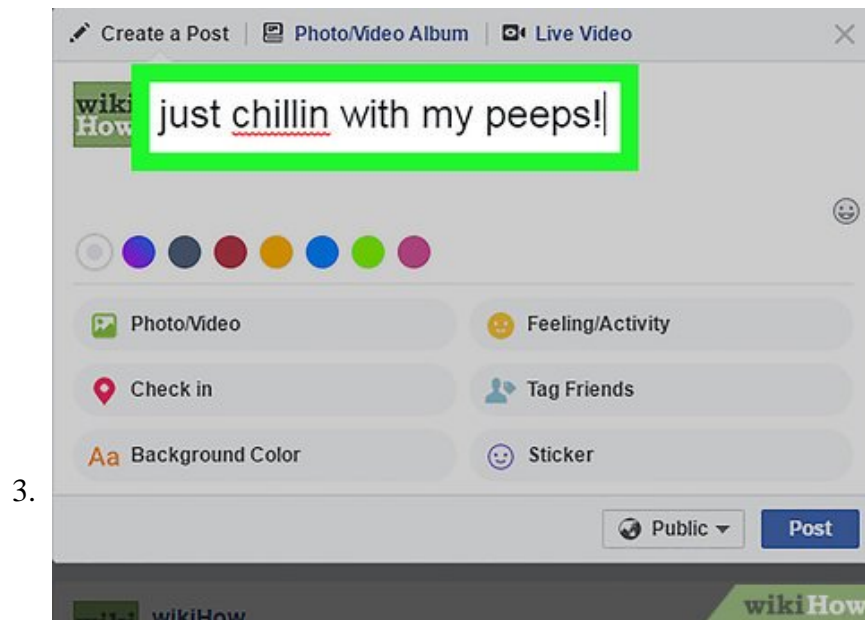 Create a Post Photo/Video Album Live Video
wiki
How
just chillin with my peeps!
Photo/Video Feeling/Activity
Check in Tag Friends
Aa Background Color Sticker
3.
Public Post
wikiHow
wikiHow